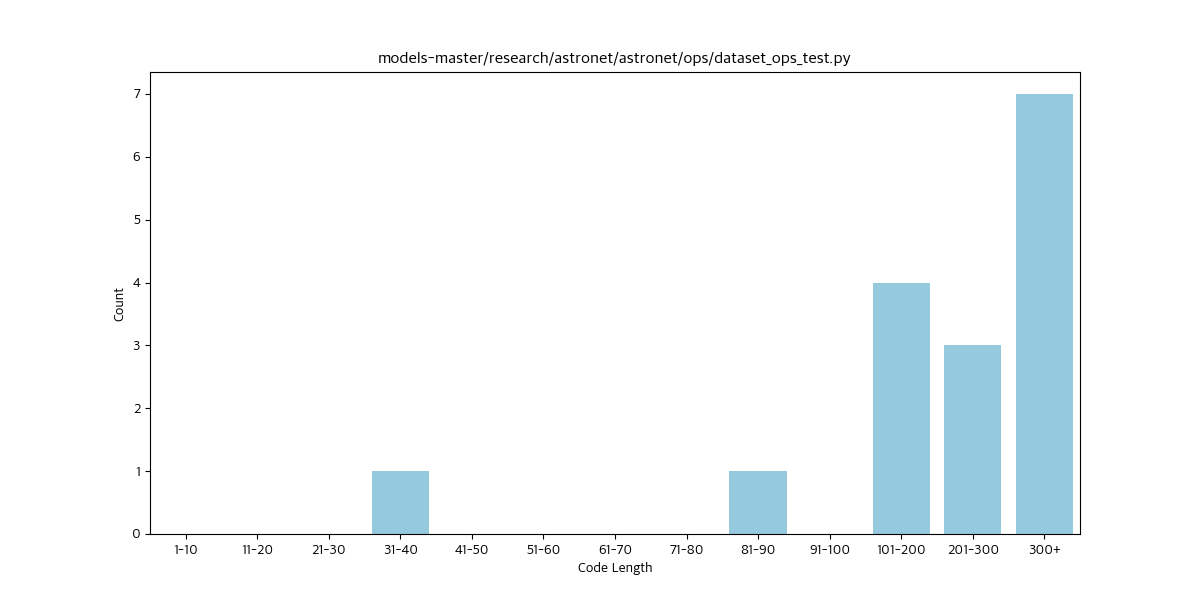 models-master/research/astronet/astronet/ops/dataset_ops_test.py
7
6
5
4
3
2
1
0
Count
1-10 11-20 21-30 31-40 41-50 51-60 61-70 71-80 81-90 91-100 101-200 201-300 300+
Code Length